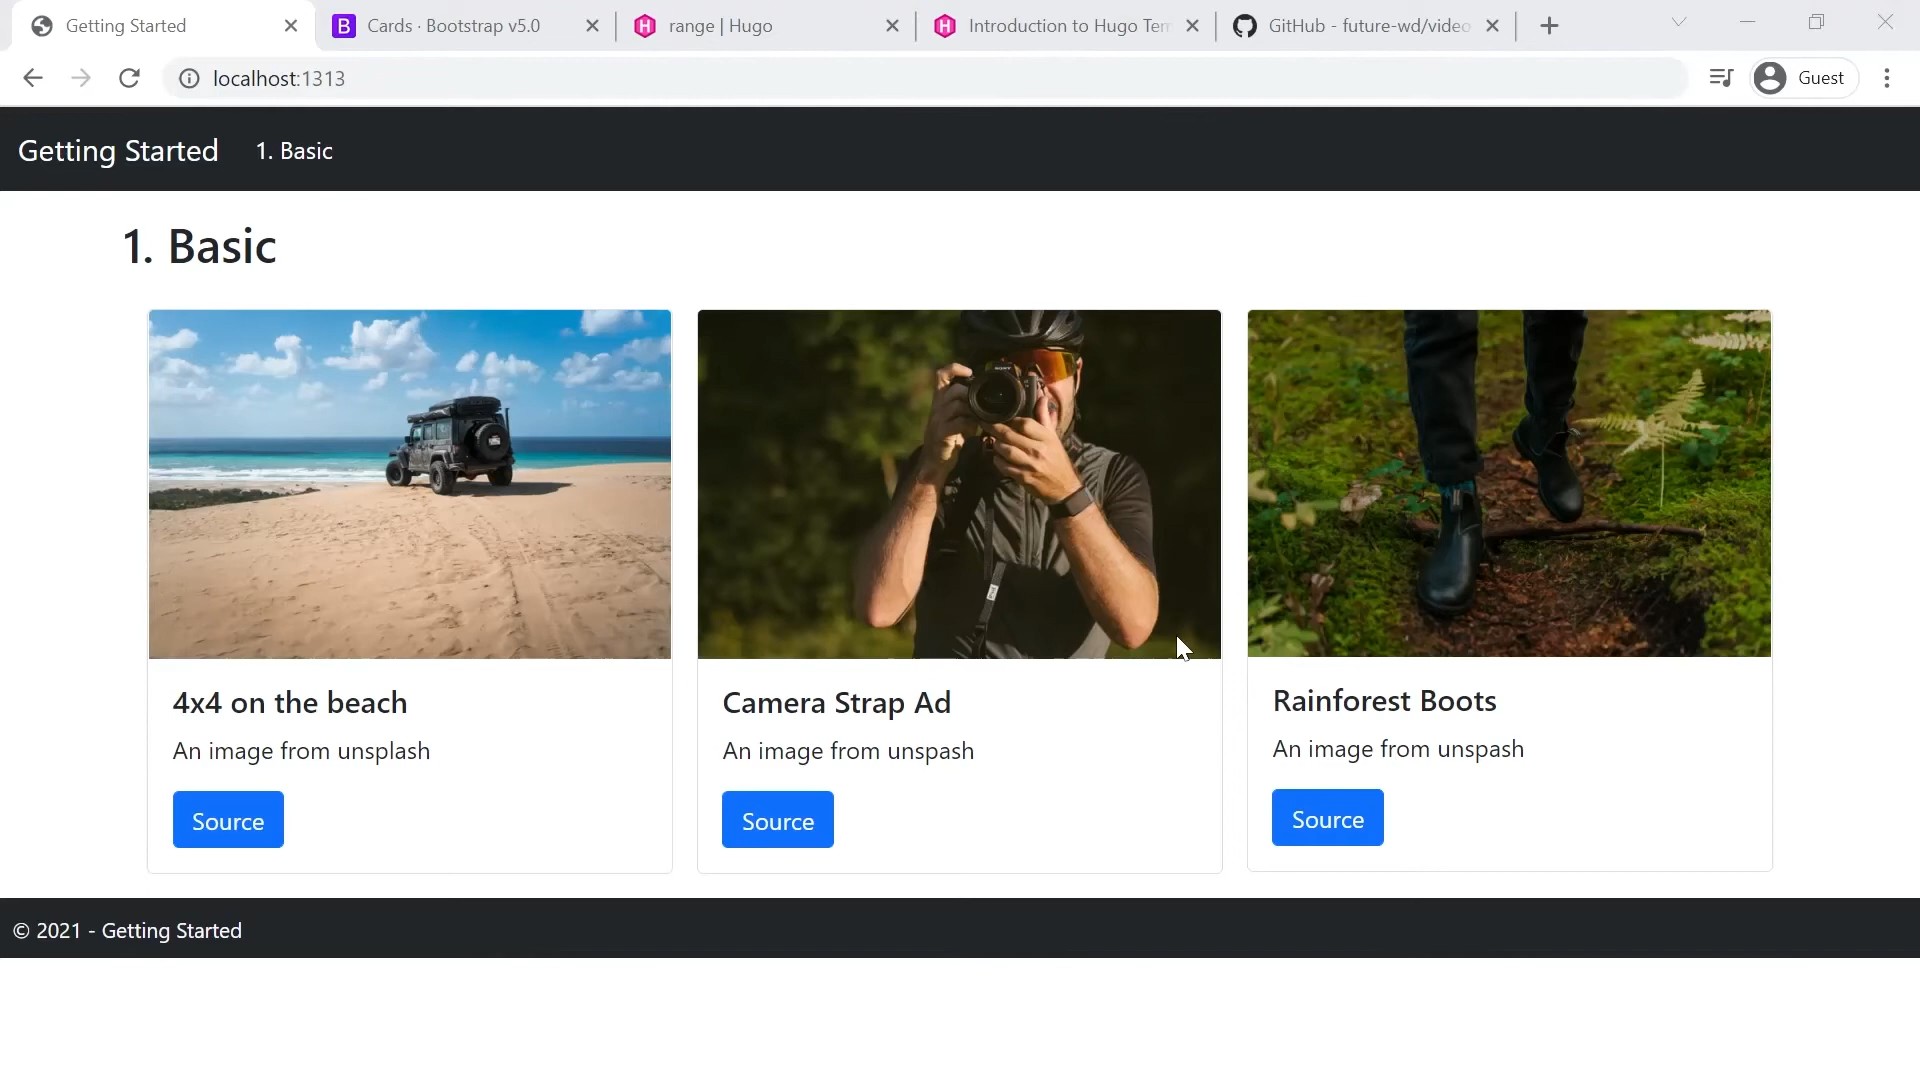 Getting Started
Cards · Bootstrap v5.0
range | Hugo
Introduction to Hugo Tem
GitHub - future-wd/video
localhost:1313
Guest
Getting Started
1. Basic
1. Basic
SONY
4x4 on the beach
An image from unsplash
Source
Camera Strap Ad
An image from unspash
Source
Rainforest Boots
An image from unspash
Source
© 2021 - Getting Started